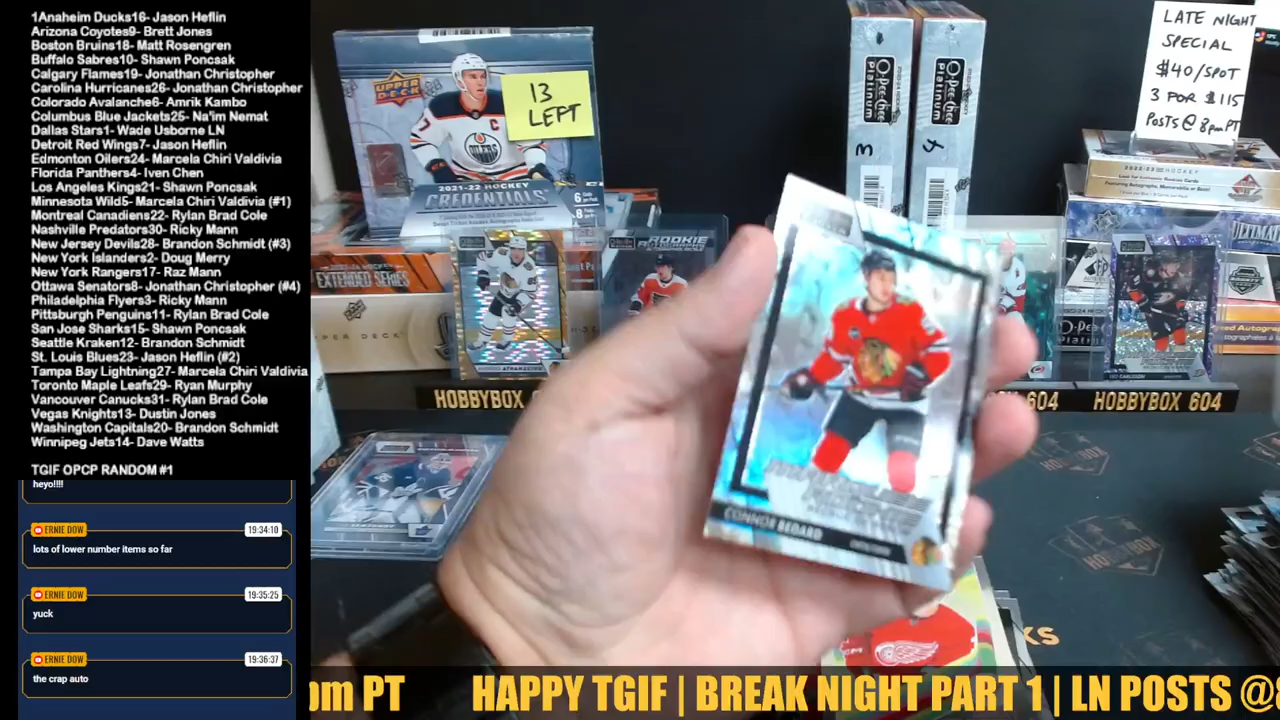 1Anaheim Ducks16- Jason Heflin
Arizona Coyotes9- Brett Jones
Boston Bruins18- Matt Rosengren
Buffalo Sabres10- Shawn Poncsak
Calgary Flames19- Jonathan Christopher
Carolina Hurricanes26- Jonathan Christopher
Colorado Avalanche6- Amrik Kambo
Columbus Blue Jackets25- Na'im Nemat
Dallas Stars1- Wade Usborne LN
Detroit Red Wings7- Jason Heflin
Edmonton Oilers24- Marcela Chiri Valdivia
Florida Panthers4- Iven Chen
Los Angeles Kings21- Shawn Poncsak
Minnesota Wild5- Marcela Chiri Valdivia (#1)
Montreal Canadiens22- Rylan Brad Cole
Nashville Predators30- Ricky Mann
New Jersey Devils28- Brandon Schmidt (#3)
New York Islanders2- Doug Merry
New York Rangers17- Raz Mann
Ottawa Senators8- Jonathan Christopher (#4)
Philadelphia Flyers3- Ricky Mann
Pittsburgh Penguins11- Rylan Brad Cole
San Jose Sharks15- Shawn Poncsak
Seattle Kraken12- Brandon Schmidt
St. Louis Blues23- Jason Heflin (#2)
Tampa Bay Lightning27- Marcela Chiri Valdivia
Toronto Maple Leafs29- Ryan Murphy
Vancouver Canucks31- Rylan Brad Cole
Vegas Knights13- Dustin Jones
Washington Capitals20- Brandon Schmidt
Winnipeg Jets14- Dave Watts
TGIF OPCP RANDOM #1
heyo!!!!
ERNIE DOW 19:34:10
lots of lower number items so far
ERNIE DOW 19:35:25
yuck
ERNIE DOW 19:36:37
the crap auto
UPPER DECK
13 LEFT
2021-22 HOCKEY
CREDENTIALS
EXTENDED SERIES
O-Pee-Chee Platinum
3
O-Pee-Chee Platinum
4
LATE NIGHT
SPECIAL
$40/SPOT
3 FOR $115
POSTS @ 8pm PT
HOBBYBOX
604
HOBBYBOX 604
CONNOR BEDARD
pm PT HAPPY TGIF | BREAK NIGHT PART 1 | LN POSTS @